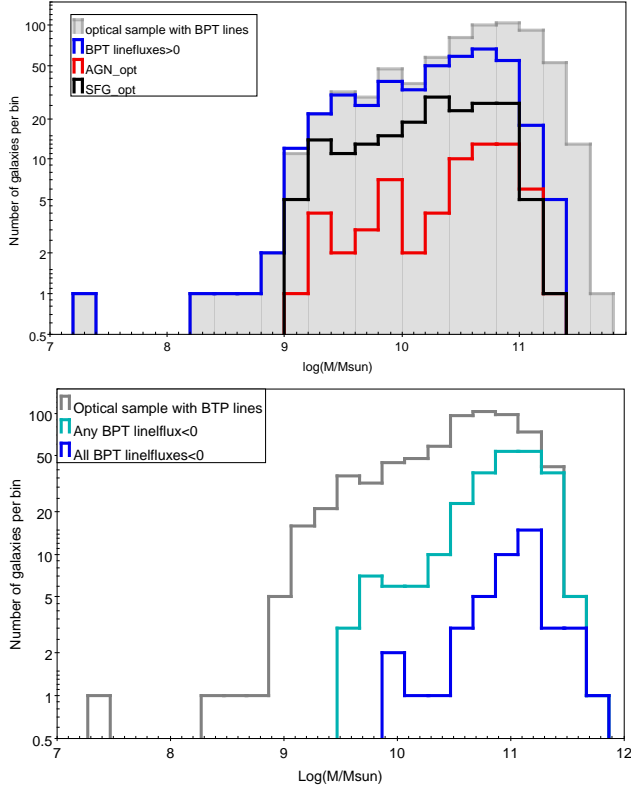 100
50
20
10
5
2
1
0.5
Number of galaxies per bin
optical sample with BPT lines
BPT linefluxes>0
AGN_opt
SFG_opt
7 8 9 10 11
log(M/Msun)
100
50
20
10
5
2
1
0.5
Number of galaxies per bin
Optical sample with BTP lines
Any BPT linelflux<0
All BPT linelfluxes<0
7 8 9 10 11 12
Log(M/Msun)